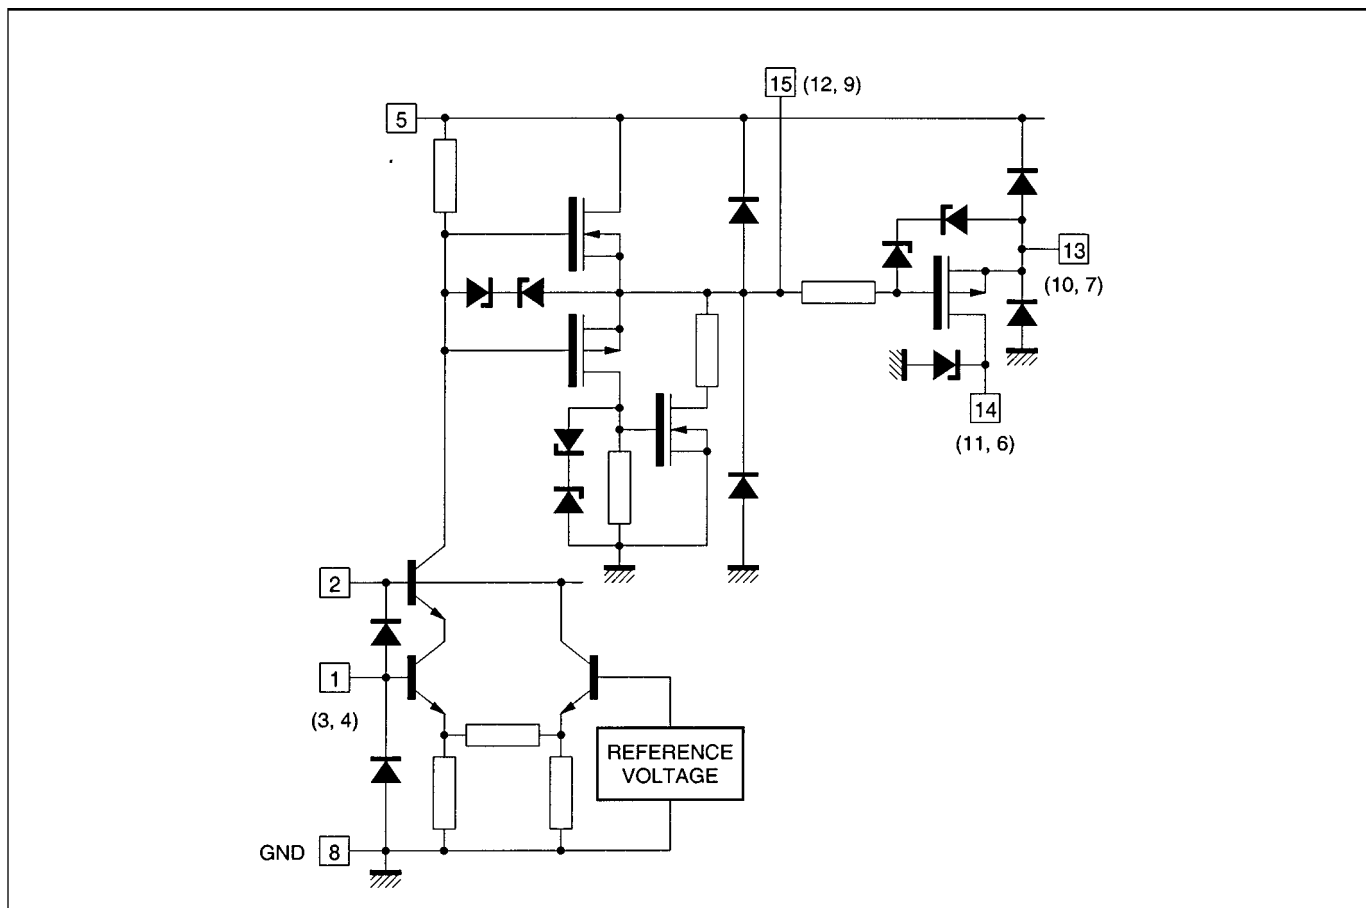 15 (12, 9)
5
13
(10, 7)
14
(11, 6)
2
1
(3, 4)
REFERENCE
VOLTAGE
GND 8